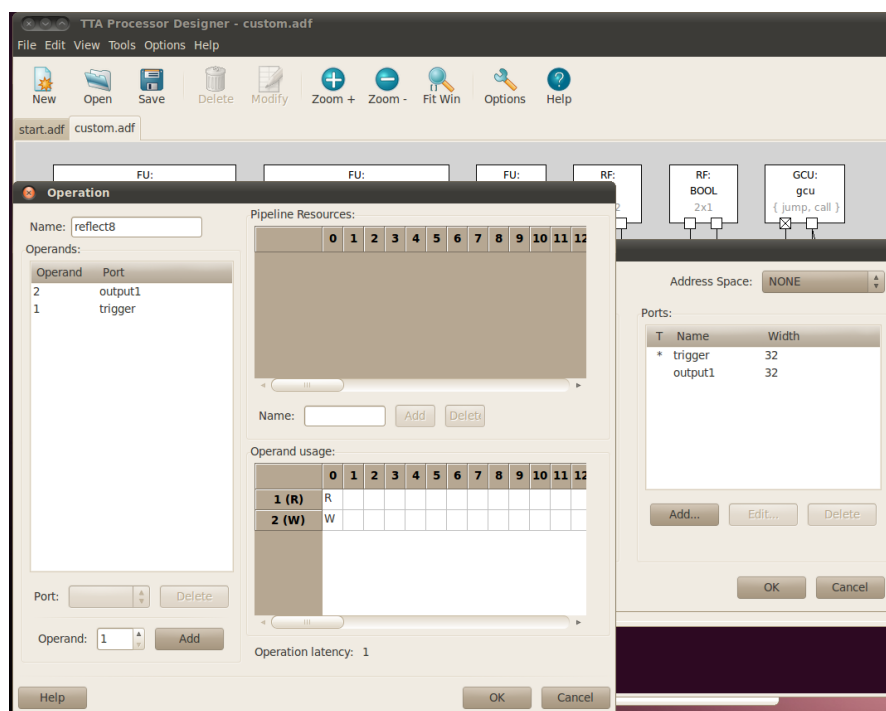 TTA Processor Designer - custom.adf
File Edit View Tools Options Help
New Open Save Delete Modify Zoom + Zoom - Fit Win Options Help
start.adf custom.adf
FU: FU: FU: RF: RF: GCU:
BOOL gcu
2 2x1 { jump, call }
Operation
Name: reflect8
Operands:
Operand Port
2 output1
1 trigger
Port: Delete
Operand: 1 Add
Pipeline Resources:
0 1 2 3 4 5 6 7 8 9 10 11 12
Name: Add Delete
Operand usage:
0 1 2 3 4 5 6 7 8 9 10 11 12
1 (R) R
2 (W) W
Operation latency: 1
Help OK Cancel
Address Space: NONE
Ports:
T Name Width
* trigger 32
output1 32
Add... Edit... Delete
OK Cancel